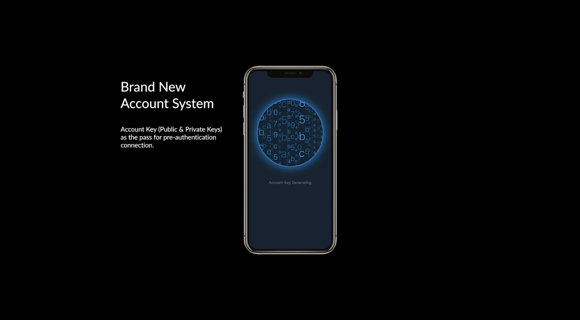 Brand New
Account System
Account Key (Public & Private Keys)
as the pass for pre-authentication
connection.
Account Key Generating